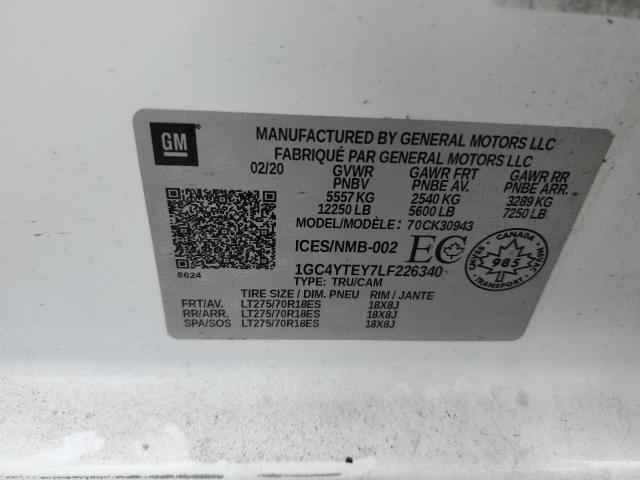 GM
MANUFACTURED BY GENERAL MOTORS LLC
FABRIQUÉ PAR GENERAL MOTORS LLC
02/20 GVWR GAWR FRT GAWR RR
PNBV PNBE AV. PNBE ARR.
5557 KG 2540 KG 3289 KG
12250 LB 5600 LB 7250 LB
MODEL/MODÈLE: 70CK30943
ICES/NMB-002 EC
CANADA
985
TRANSPORT
8624
1GC4YTEY7LF226340
TYPE: TRU/CAM
TIRE SIZE / DIM. PNEU RIM / JANTE
FRT/AV. LT275/70R18ES 18X8J
RR/ARR. LT275/70R18ES 18X8J
SPA/SOS LT275/70R18ES 18X8J